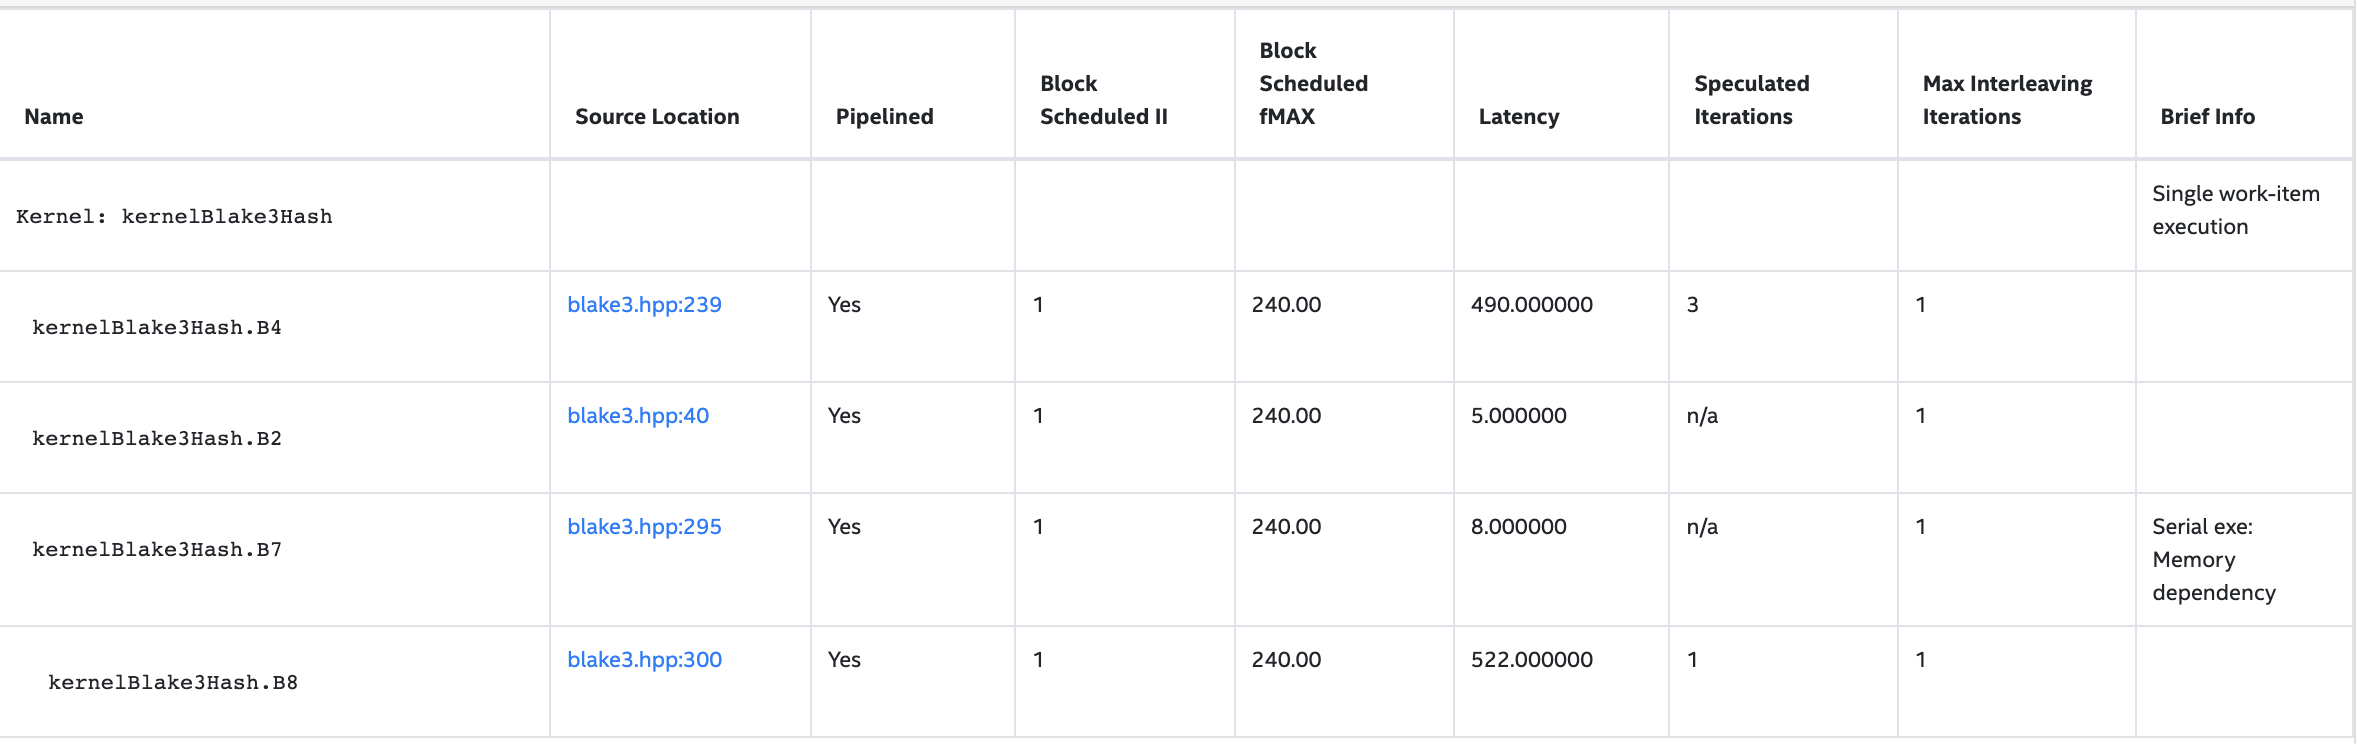 Name
Source Location
Pipelined
Block
Scheduled II
Block
Scheduled
fMAX
Latency
Speculated
Iterations
Max Interleaving
Iterations
Brief Info
Kernel: kernelBlake3Hash
Single work-item
execution
kernelBlake3Hash.B4
blake3.hpp:239
Yes
1
240.00
490.000000
3
1
kernelBlake3Hash.B2
blake3.hpp:40
Yes
1
240.00
5.000000
n/a
1
kernelBlake3Hash.B7
blake3.hpp:295
Yes
1
240.00
8.000000
n/a
1
Serial exe:
Memory
dependency
kernelBlake3Hash.B8
blake3.hpp:300
Yes
1
240.00
522.000000
1
1